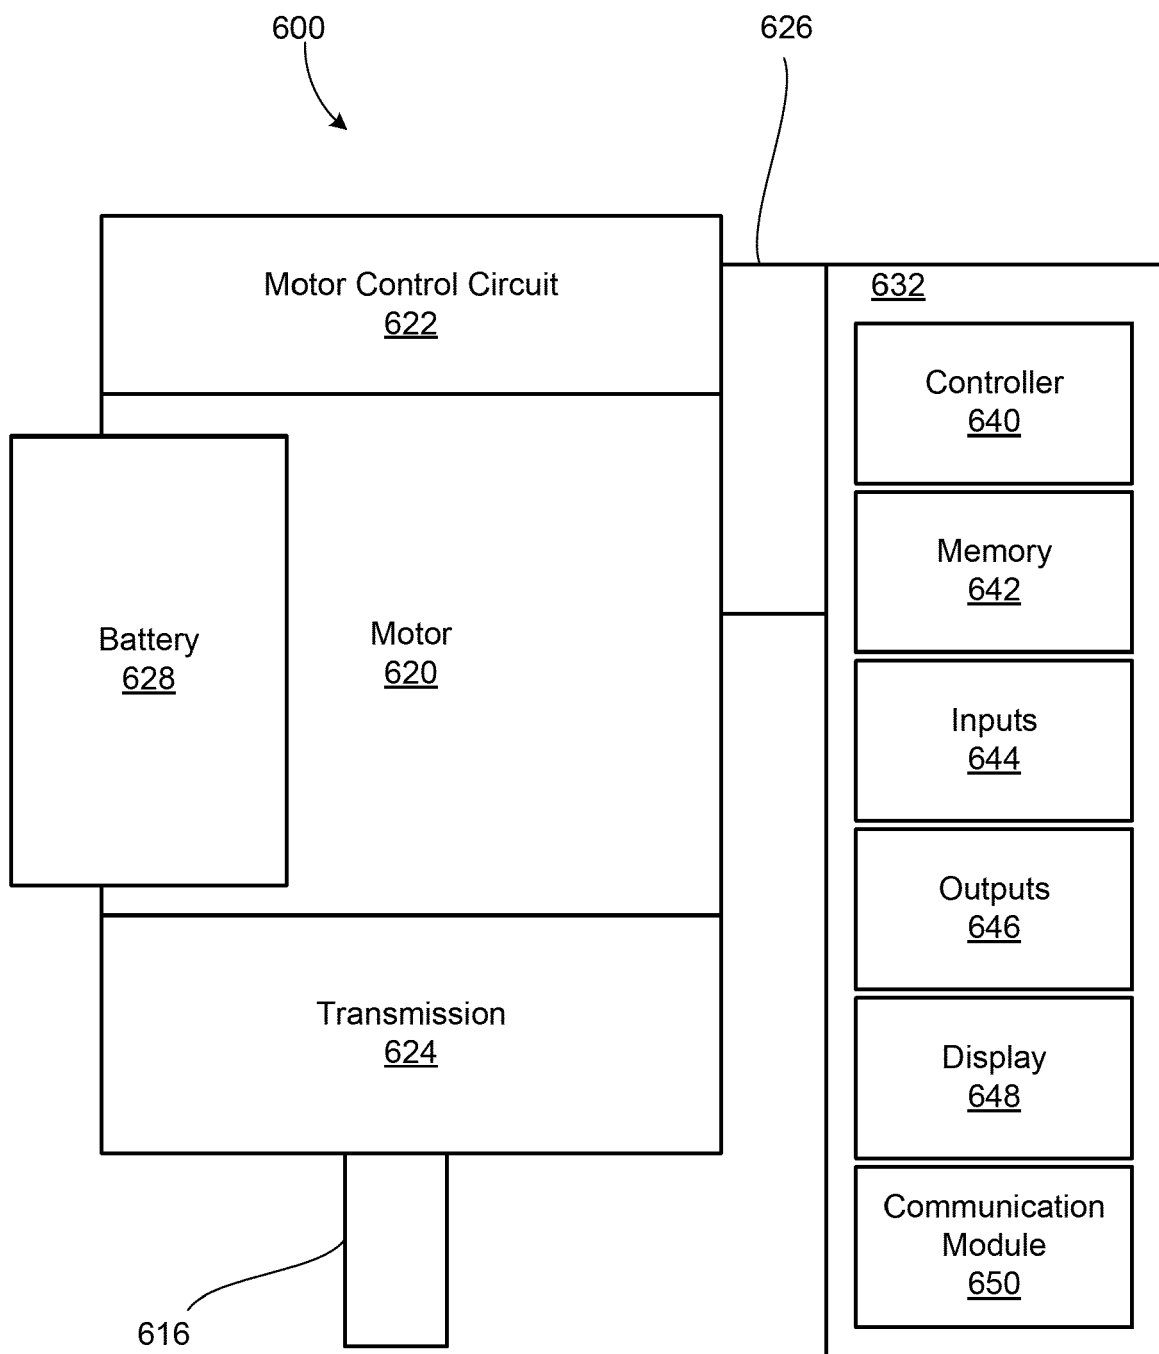 600
626
Motor Control Circuit
622
632
Controller
640
Memory
642
Battery
628
Motor
620
Inputs
644
Outputs
646
Transmission
624
Display
648
Communication
Module
650
616